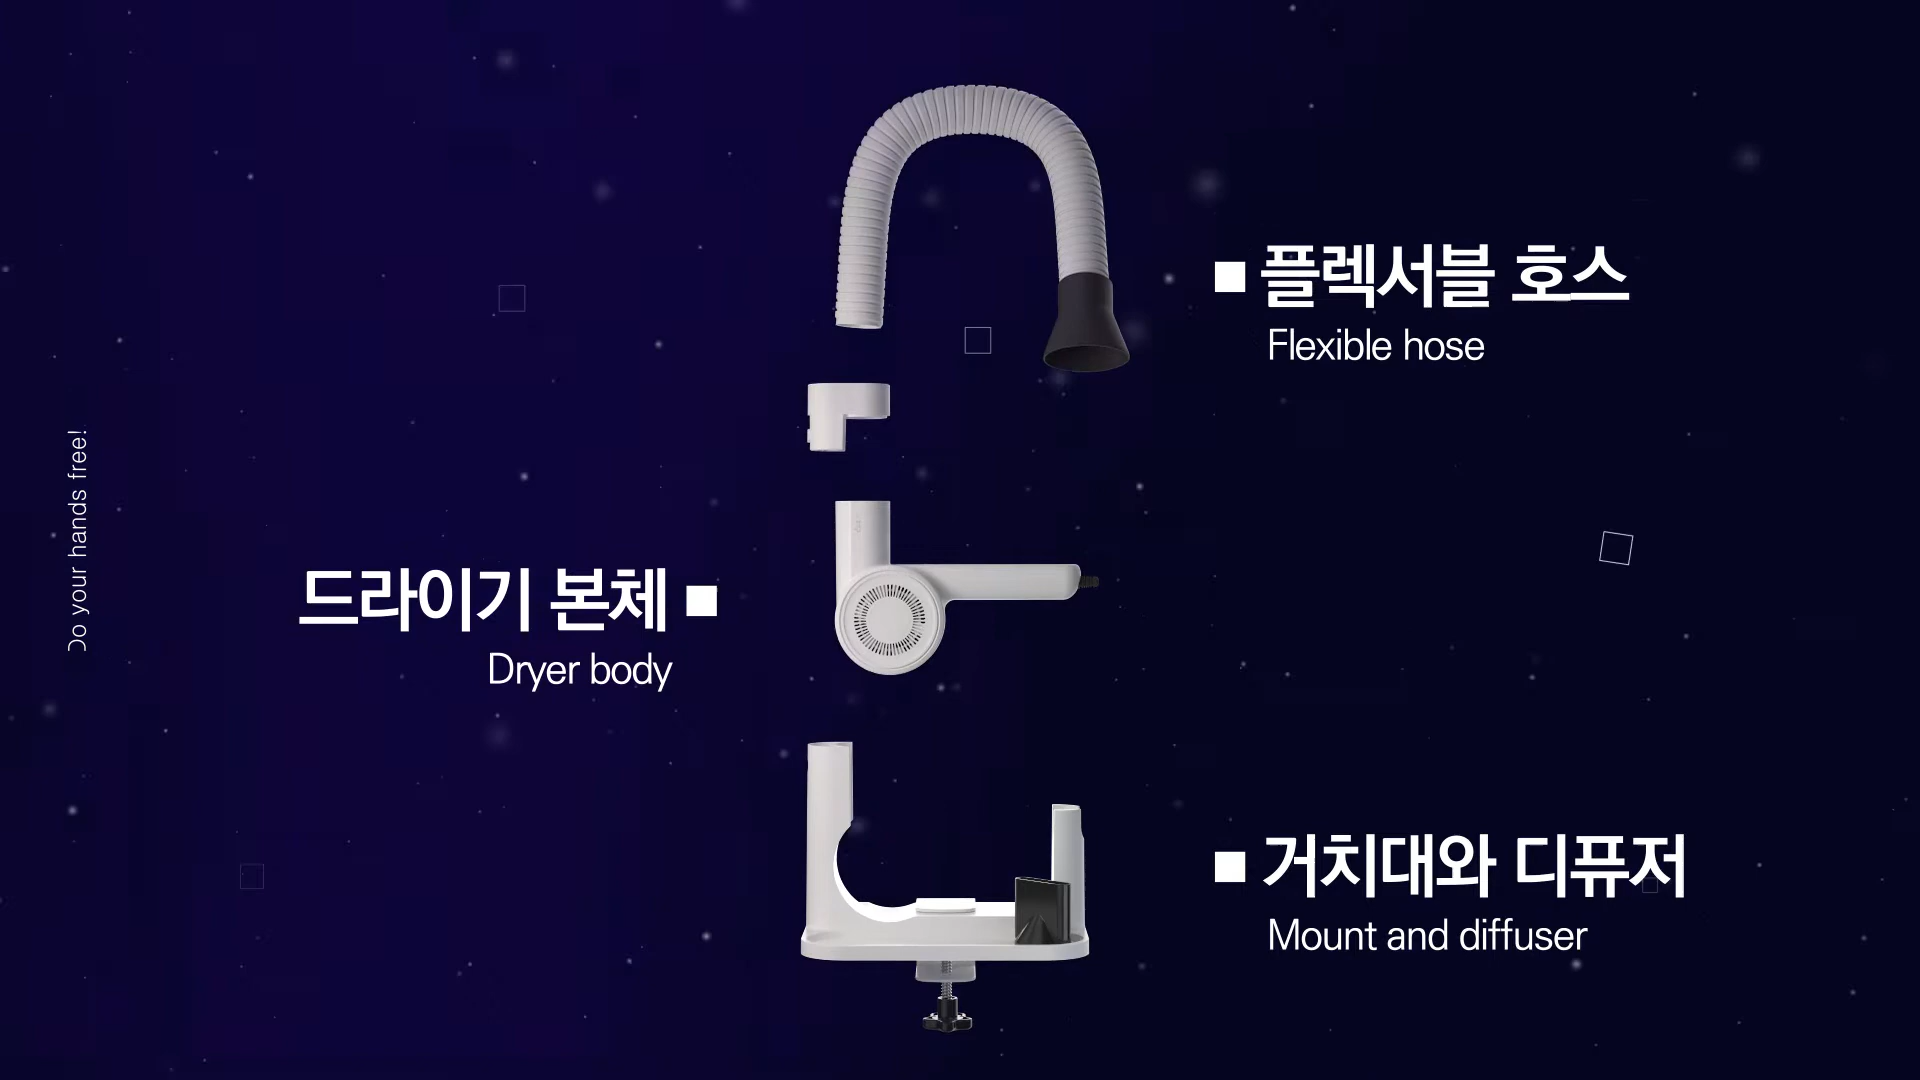 플렉서블 호스
Flexible hose
Do your hands free!
드라이기 본체
Dryer body
거치대와 디퓨저
Mount and diffuser